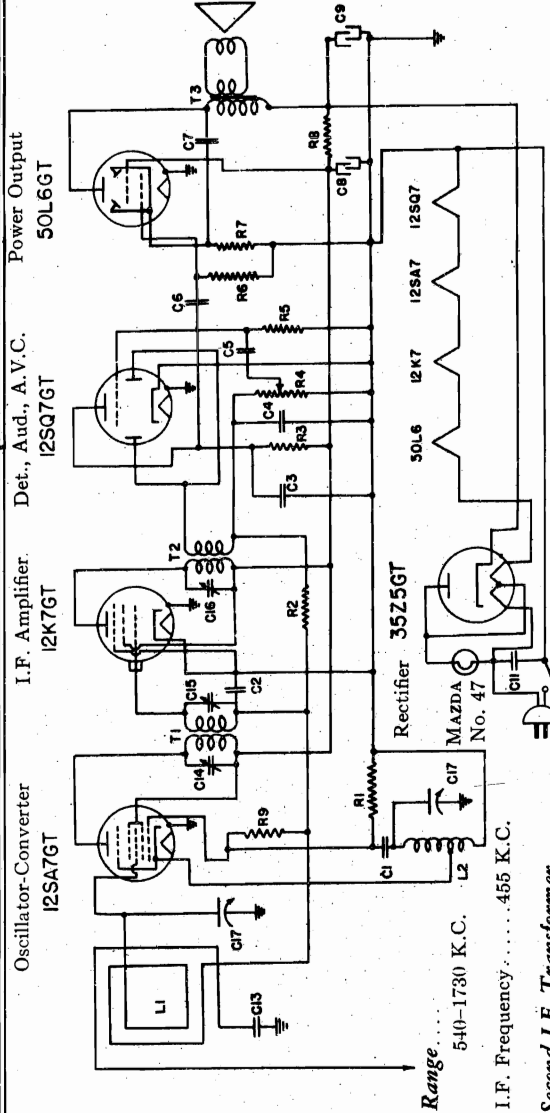 Oscillator-Converter
12SA7GT
I.F. Amplifier
12K7GT
Det., Aud., A.V.C.
12SQ7GT
Power Output
50L6GT
T3
C7
R7
R6
C6
C5
R5
C4
R4
R3
C3
T2
C16
R2
C15
C2
T1
C14
R9
L1
C17
C13
R8
C8
C9
R1
C1
C17
L2
Rectifier
35Z5GT
MAZDA
No. 47
C11
50L6
12K7
12SA7
12SQ7
Range.....
540–1730 K.C.
I.F. Frequency......455 K.C.
Second I.F. Transformer